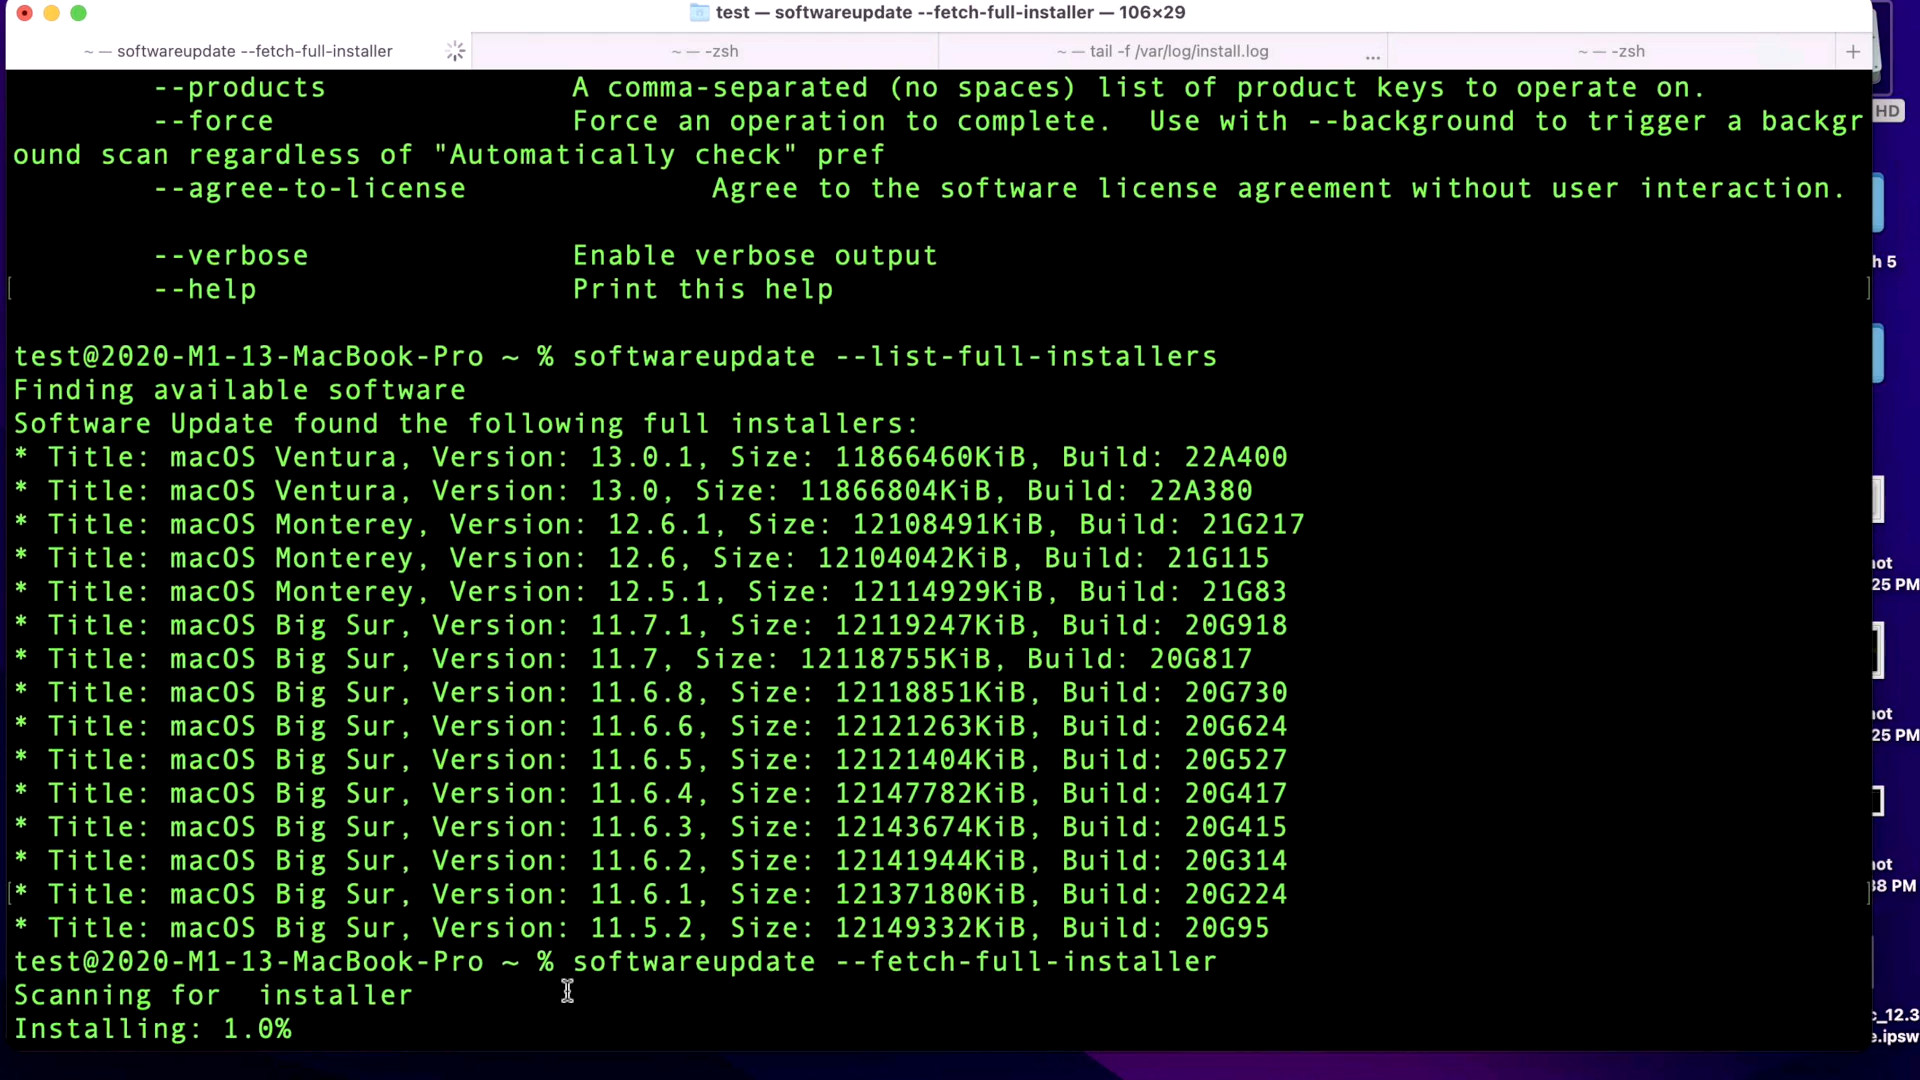 test — softwareupdate --fetch-full-installer — 106×29
~ — softwareupdate --fetch-full-installer
~ — -zsh
~ — tail -f /var/log/install.log ...
~ — -zsh
+
--products A comma-separated (no spaces) list of product keys to operate on.
--force Force an operation to complete. Use with --background to trigger a backgr
ound scan regardless of "Automatically check" pref
--agree-to-license Agree to the software license agreement without user interaction.
--verbose Enable verbose output
--help Print this help
test@2020-M1-13-MacBook-Pro ~ % softwareupdate --list-full-installers
Finding available software
Software Update found the following full installers:
* Title: macOS Ventura, Version: 13.0.1, Size: 11866460KiB, Build: 22A400
* Title: macOS Ventura, Version: 13.0, Size: 11866804KiB, Build: 22A380
* Title: macOS Monterey, Version: 12.6.1, Size: 12108491KiB, Build: 21G217
* Title: macOS Monterey, Version: 12.6, Size: 12104042KiB, Build: 21G115
* Title: macOS Monterey, Version: 12.5.1, Size: 12114929KiB, Build: 21G83
* Title: macOS Big Sur, Version: 11.7.1, Size: 12119247KiB, Build: 20G918
* Title: macOS Big Sur, Version: 11.7, Size: 12118755KiB, Build: 20G817
* Title: macOS Big Sur, Version: 11.6.8, Size: 12118851KiB, Build: 20G730
* Title: macOS Big Sur, Version: 11.6.6, Size: 12121263KiB, Build: 20G624
* Title: macOS Big Sur, Version: 11.6.5, Size: 12121404KiB, Build: 20G527
* Title: macOS Big Sur, Version: 11.6.4, Size: 12147782KiB, Build: 20G417
* Title: macOS Big Sur, Version: 11.6.3, Size: 12143674KiB, Build: 20G415
* Title: macOS Big Sur, Version: 11.6.2, Size: 12141944KiB, Build: 20G314
* Title: macOS Big Sur, Version: 11.6.1, Size: 12137180KiB, Build: 20G224
* Title: macOS Big Sur, Version: 11.5.2, Size: 12149332KiB, Build: 20G95
test@2020-M1-13-MacBook-Pro ~ % softwareupdate --fetch-full-installer
Scanning for installer
Installing: 1.0%
HD
h 5
ot
25 PM
ot
25 PM
ot
38 PM
c_12.3
e.ipsw